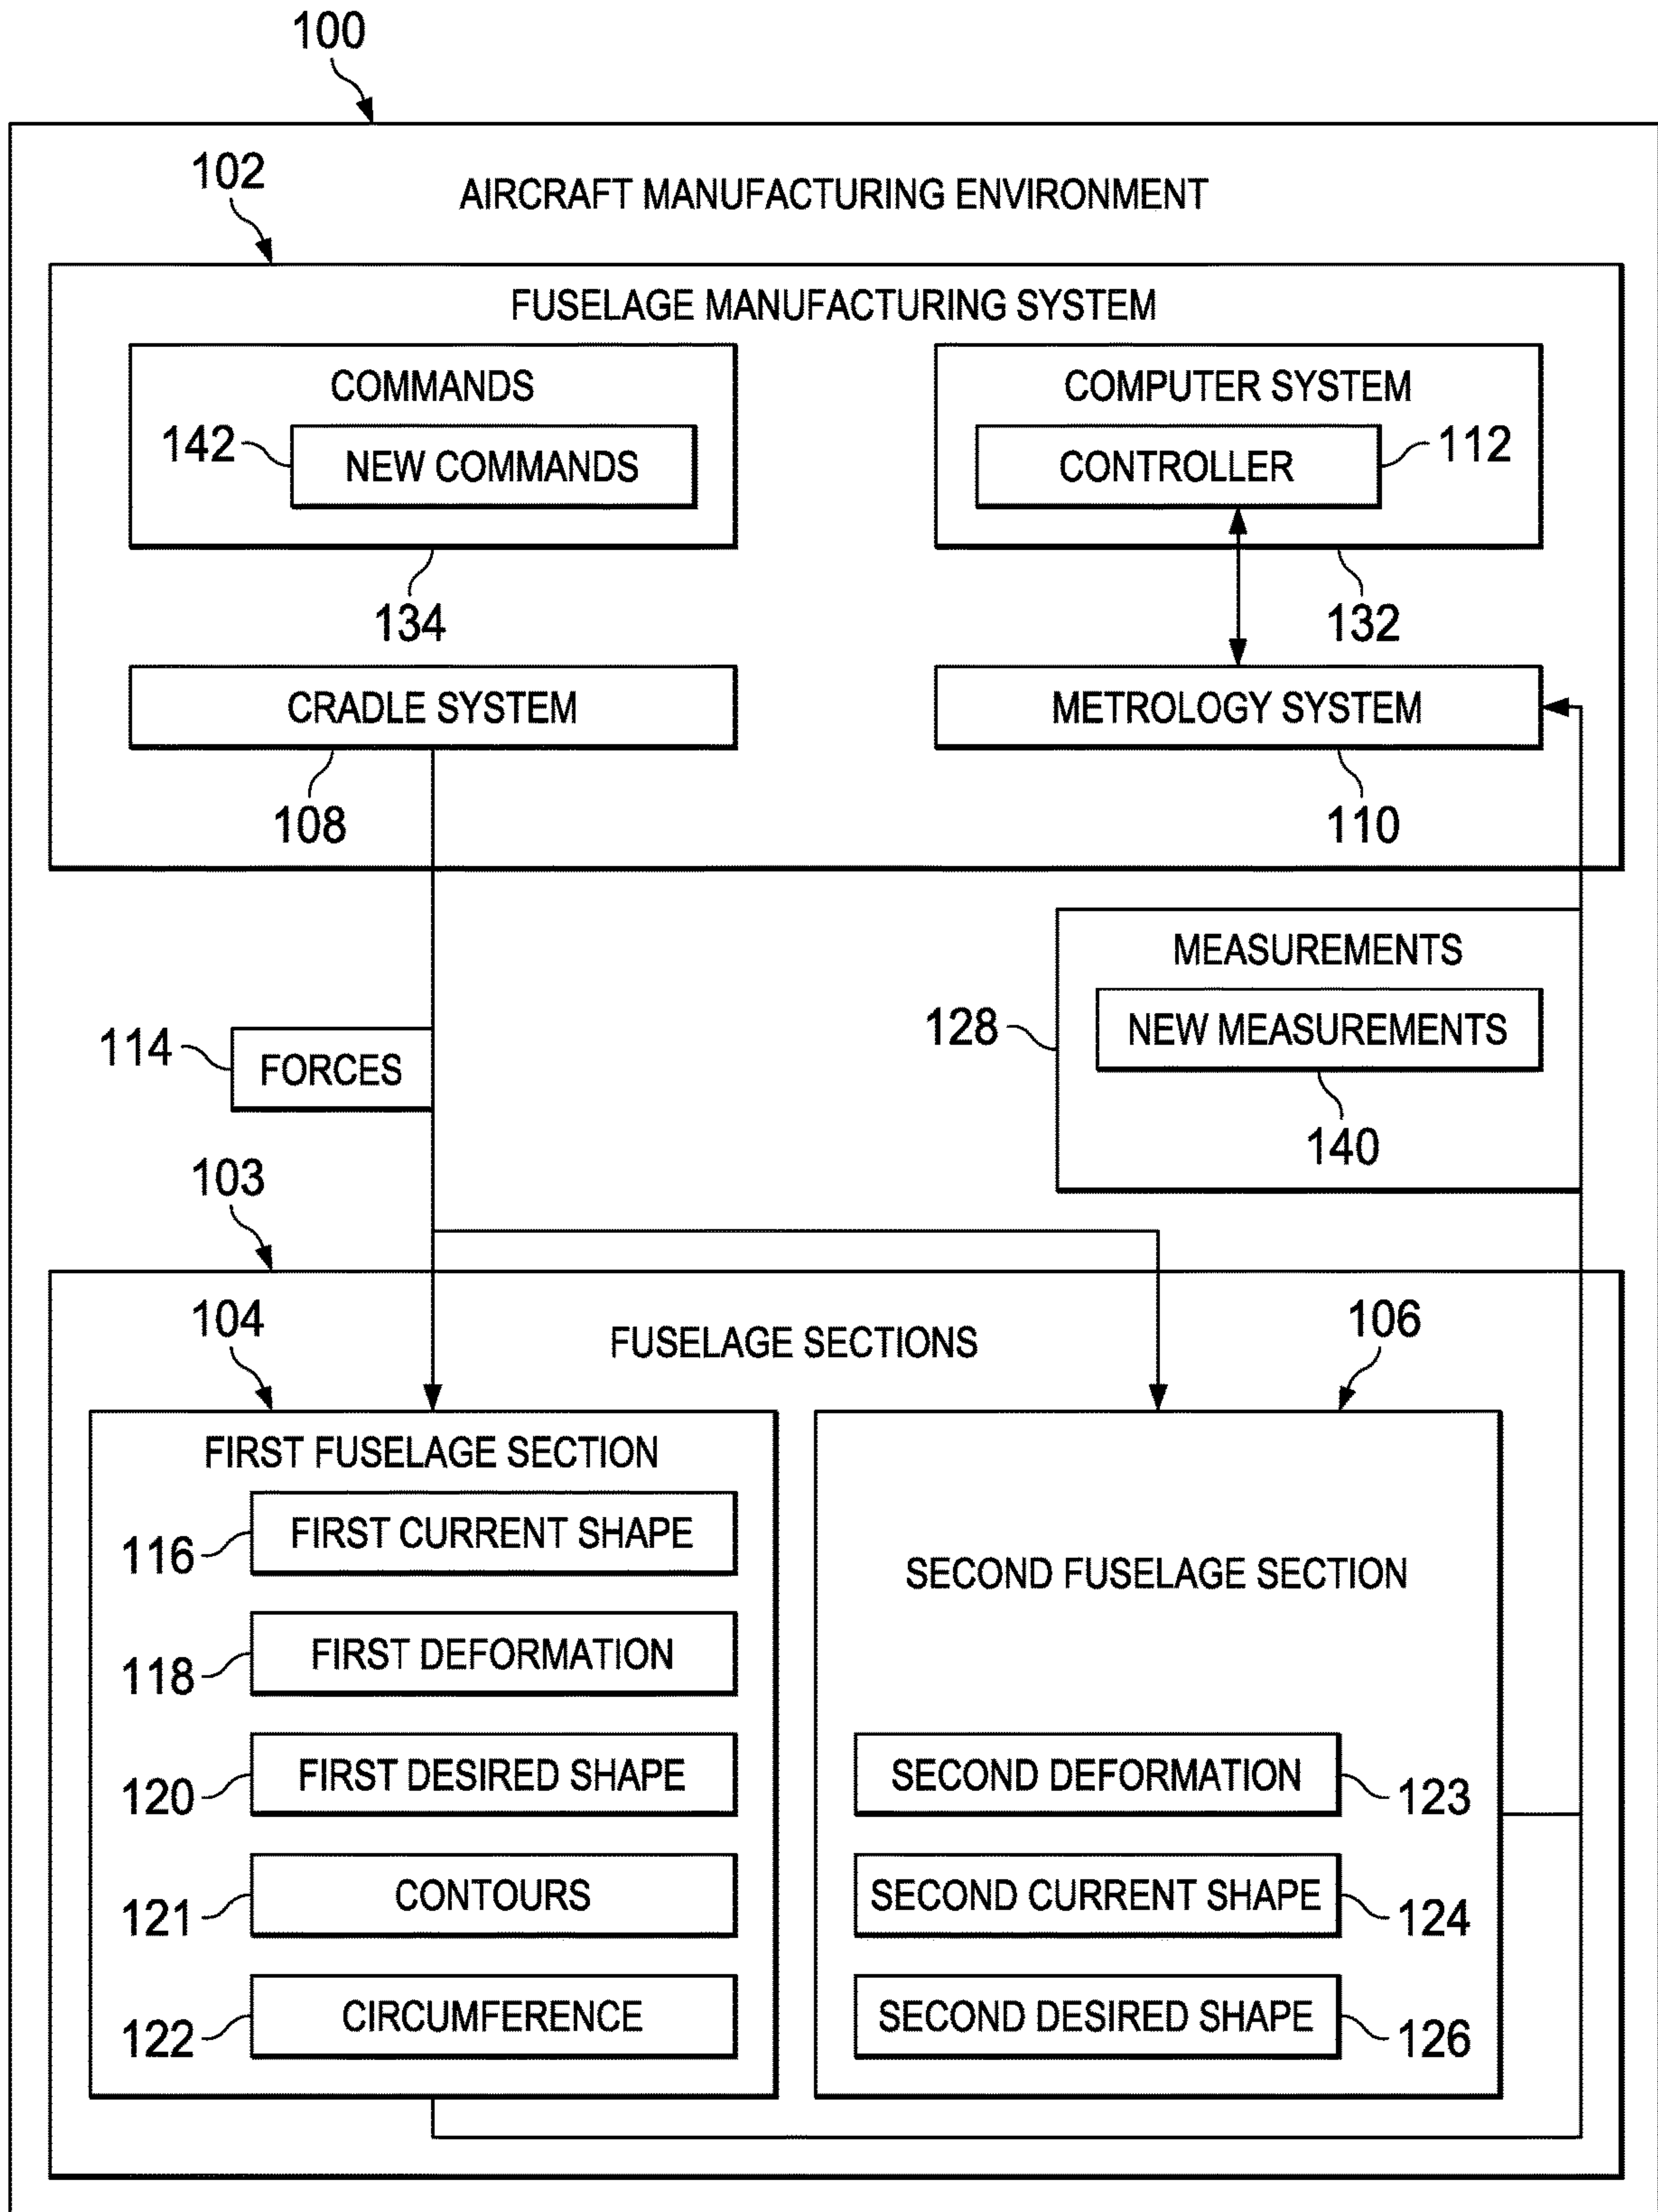 100
102
AIRCRAFT MANUFACTURING ENVIRONMENT
FUSELAGE MANUFACTURING SYSTEM
COMMANDS
142
NEW COMMANDS
134
COMPUTER SYSTEM
CONTROLLER
112
132
CRADLE SYSTEM
108
METROLOGY SYSTEM
110
MEASUREMENTS
128
NEW MEASUREMENTS
140
114
FORCES
103
104
FUSELAGE SECTIONS
106
FIRST FUSELAGE SECTION
116
FIRST CURRENT SHAPE
118
FIRST DEFORMATION
120
FIRST DESIRED SHAPE
121
CONTOURS
122
CIRCUMFERENCE
SECOND FUSELAGE SECTION
SECOND DEFORMATION
123
SECOND CURRENT SHAPE
124
SECOND DESIRED SHAPE
126